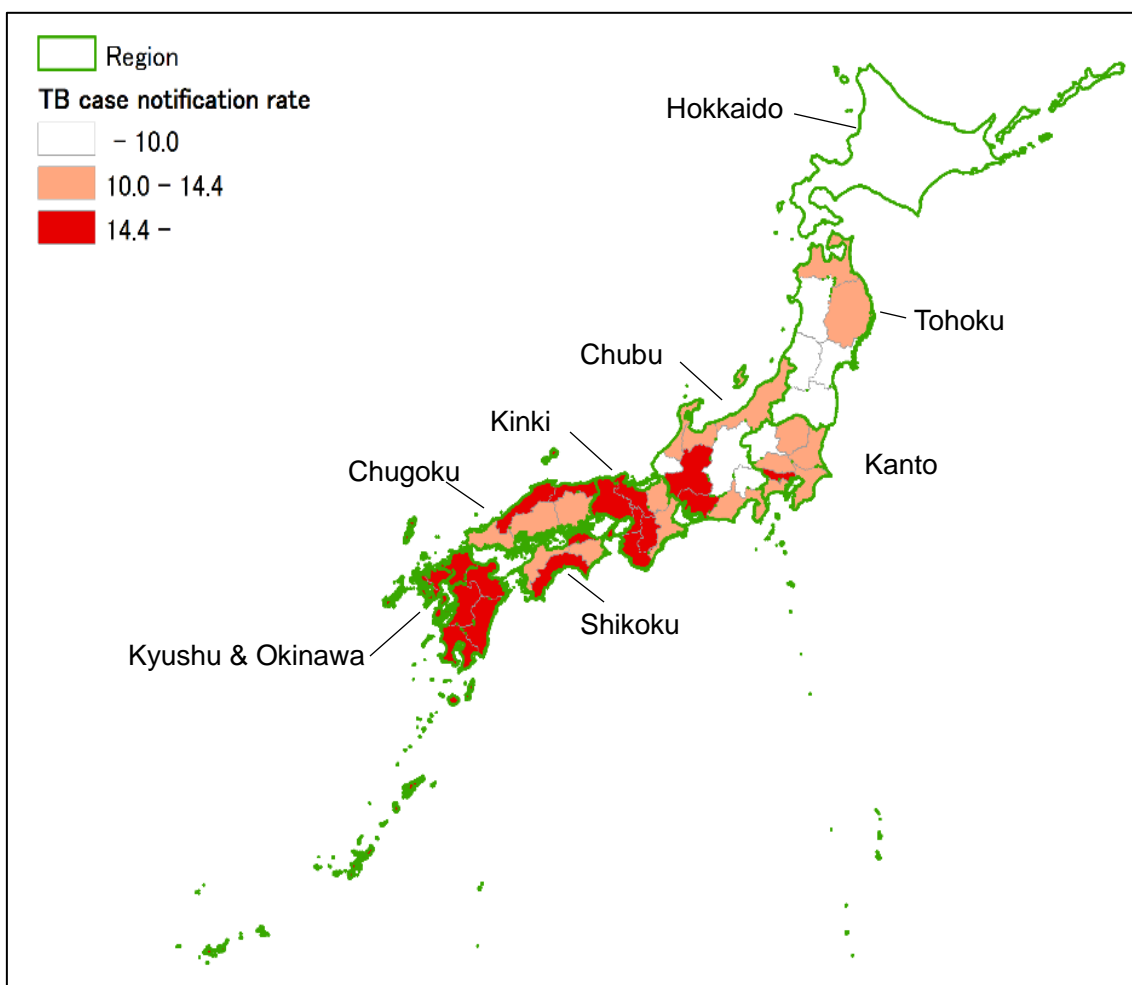 Region
TB case notification rate
- 10.0
10.0 - 14.4
14.4 -
Hokkaido
Tohoku
Chubu
Kinki
Kanto
Chugoku
Shikoku
Kyushu & Okinawa